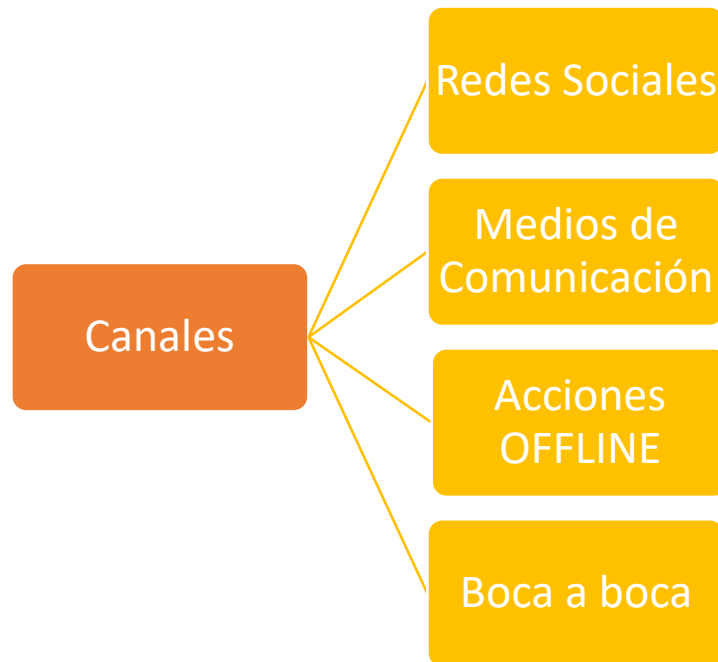 Redes Sociales
Medios de
Comunicación
Canales
Acciones
OFFLINE
Boca a boca